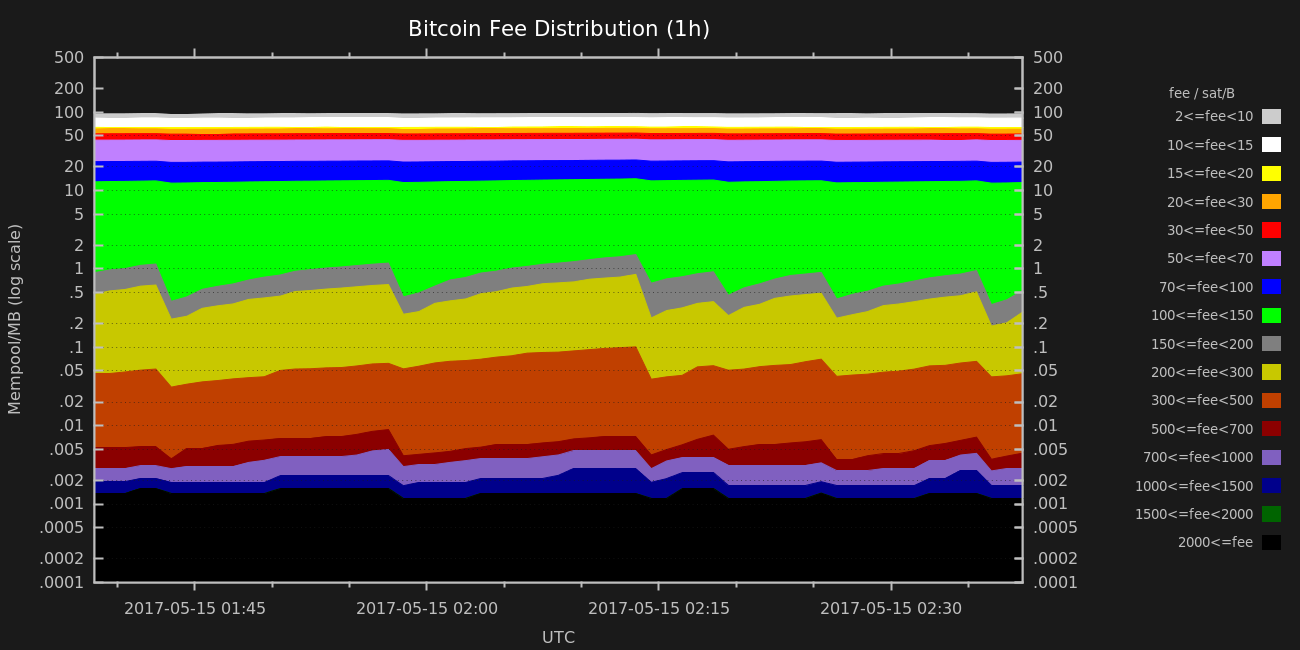 Bitcoin Fee Distribution (1h)
500 500
200 200
100 100
50 50
20 20
10 10
5 5
2 2
1 1
.5 .5
.2 .2
.1 .1
.05 .05
.02 .02
.01 .01
.005 .005
.002 .002
.001 .001
.0005 .0005
.0002 .0002
.0001 .0001
Mempool/MB (log scale)
2017-05-15 01:45 2017-05-15 02:00 2017-05-15 02:15 2017-05-15 02:30
UTC
fee / sat/B
2<=fee<10
10<=fee<15
15<=fee<20
20<=fee<30
30<=fee<50
50<=fee<70
70<=fee<100
100<=fee<150
150<=fee<200
200<=fee<300
300<=fee<500
500<=fee<700
700<=fee<1000
1000<=fee<1500
1500<=fee<2000
2000<=fee